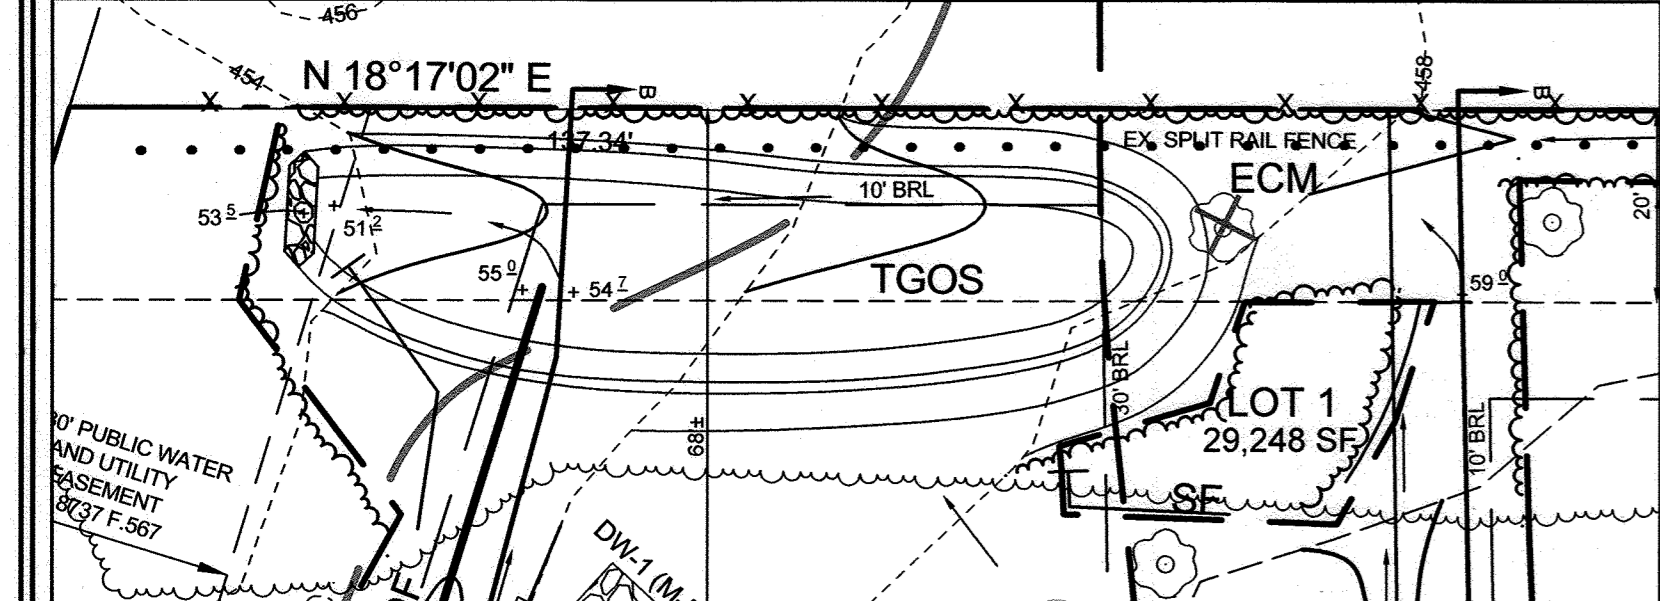 456
454
N 18°17'02" E
458
B
B
X X X X X X X X X X X
137.34'
EX. SPLIT RAIL FENCE
ECM
10' BRL
20'
53 5
51 2
TGOS
55 0
54 7
59 0
30' BRL
LOT 1
29,248 SF
10' BRL
68 ±
30' PUBLIC WATER
AND UTILITY
EASEMENT
8737 F.567
SF
DW-1